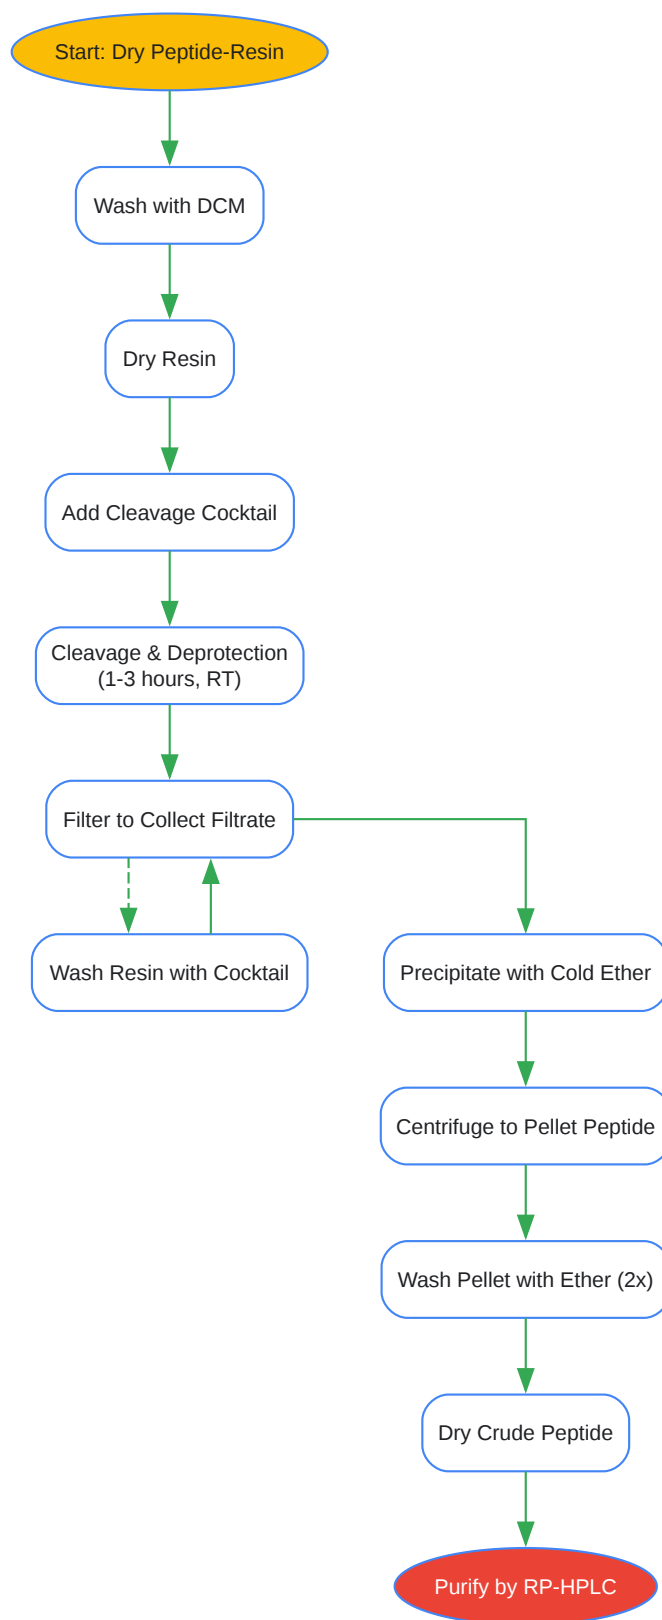 Start: Dry Peptide-Resin
Wash with DCM
Dry Resin
Add Cleavage Cocktail
Cleavage & Deprotection
(1-3 hours, RT)
Filter to Collect Filtrate
Wash Resin with Cocktail
Precipitate with Cold Ether
Centrifuge to Pellet Peptide
Wash Pellet with Ether (2x)
Dry Crude Peptide
Purify by RP-HPLC